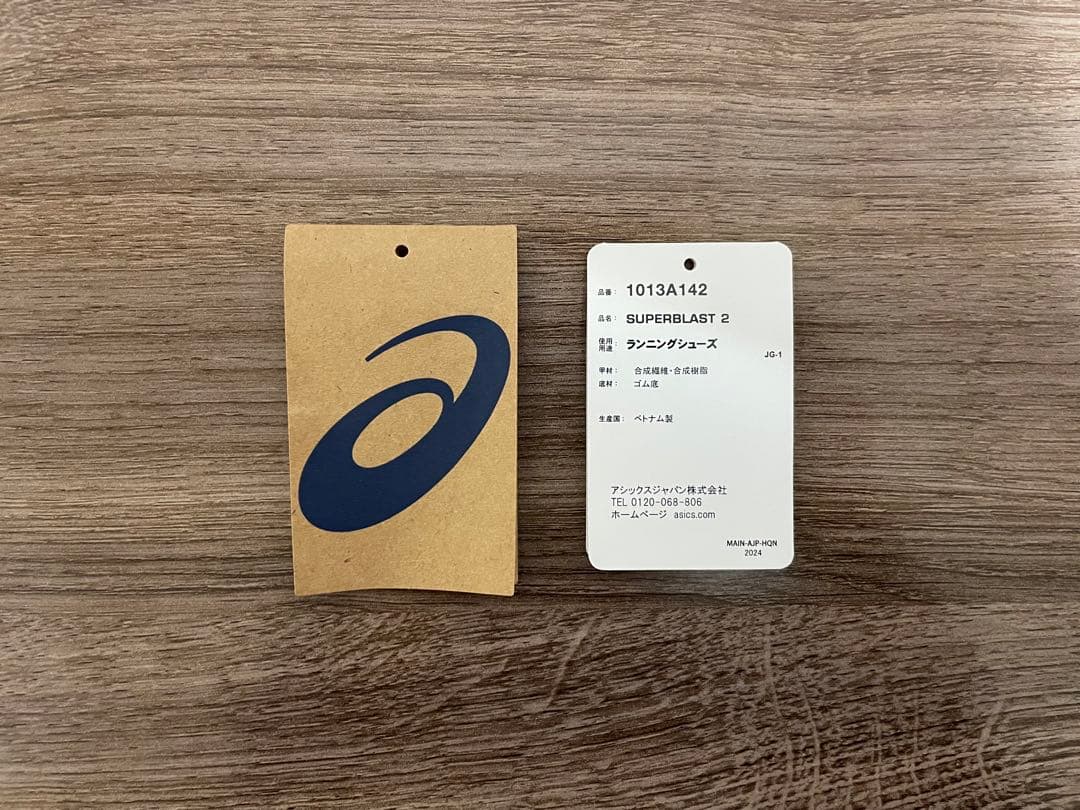 品番： 1013A142
品名： SUPERBLAST 2
使用用途： ランニングシューズ
JG-1
甲材： 合成繊維・合成樹脂
底材： ゴム底
生産国： ベトナム製
アシックスジャパン株式会社
TEL 0120-068-806
ホームページ asics.com
MAIN-AJP-HQN
2024